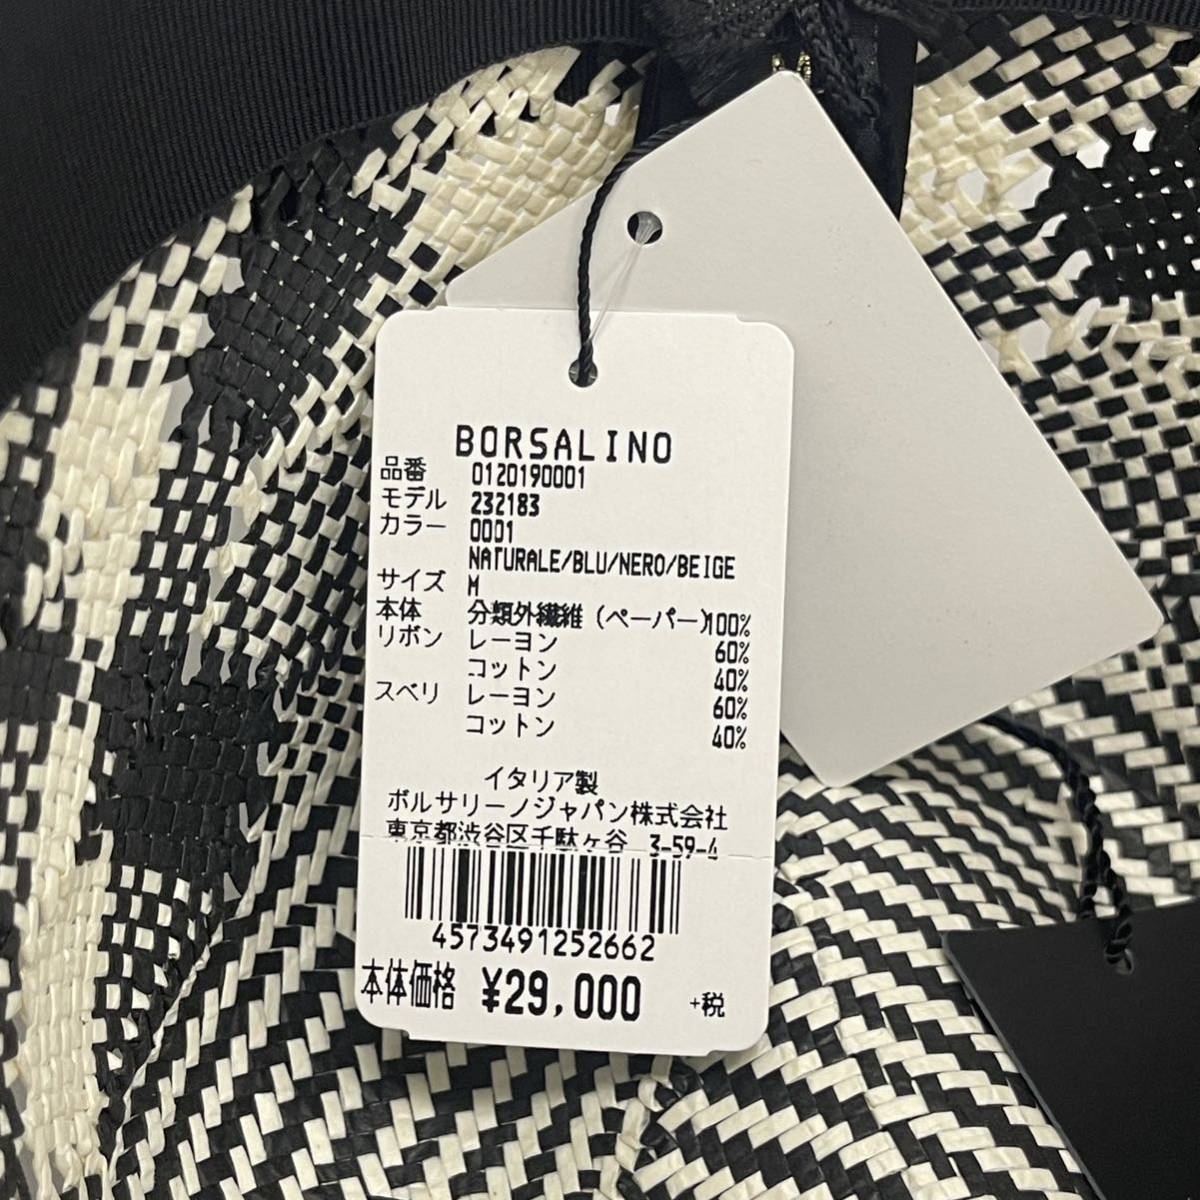 BORSALINO
品番 0120190001
モデル 232183
カラー 0001
NATURALE/BLU/NERO/BEIGE
サイズ M
本体 分類外繊維(ペーパー)100%
リボン レーヨン 60%
コットン 40%
スベリ レーヨン 60%
コットン 40%
イタリア製
ボルサリーノジャパン株式会社
東京都渋谷区千駄ヶ谷 3-59-4
4573491252662
本体価格 ¥29,000 +税